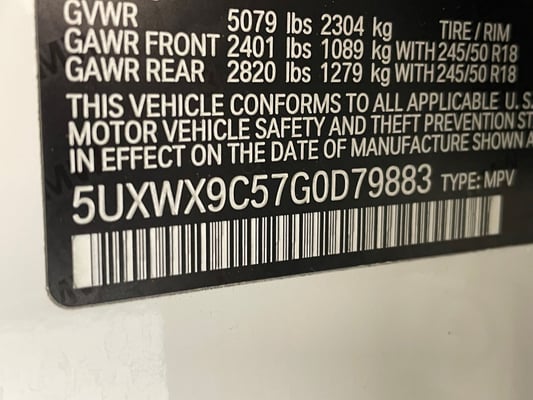 GVWR 5079 lbs 2304 kg TIRE / RIM
GAWR FRONT 2401 lbs 1089 kg WITH 245/50 R18
GAWR REAR 2820 lbs 1279 kg WITH 245/50 R18
THIS VEHICLE CONFORMS TO ALL APPLICABLE U. S.
MOTOR VEHICLE SAFETY AND THEFT PREVENTION ST
IN EFFECT ON THE DATE OF MANUFACTURE SHOWN A
5UXWX9C57G0D79883 TYPE: MPV